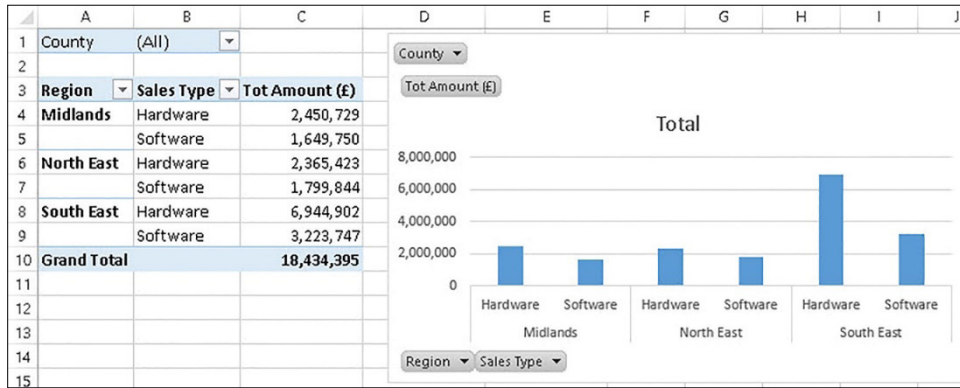 A B C D E F G H I J
1 County (All)
2
3 Region Sales Type Tot Amount (£)
4 Midlands Hardware 2,450,729
5 Software 1,649,750
6 North East Hardware 2,365,423
7 Software 1,799,844
8 South East Hardware 6,944,902
9 Software 3,223,747
10 Grand Total 18,434,395
11
12
13
14
15
County
Tot Amount (£)
Total
8,000,000
6,000,000
4,000,000
2,000,000
0
Hardware Software Hardware Software Hardware Software
Midlands North East South East
Region Sales Type